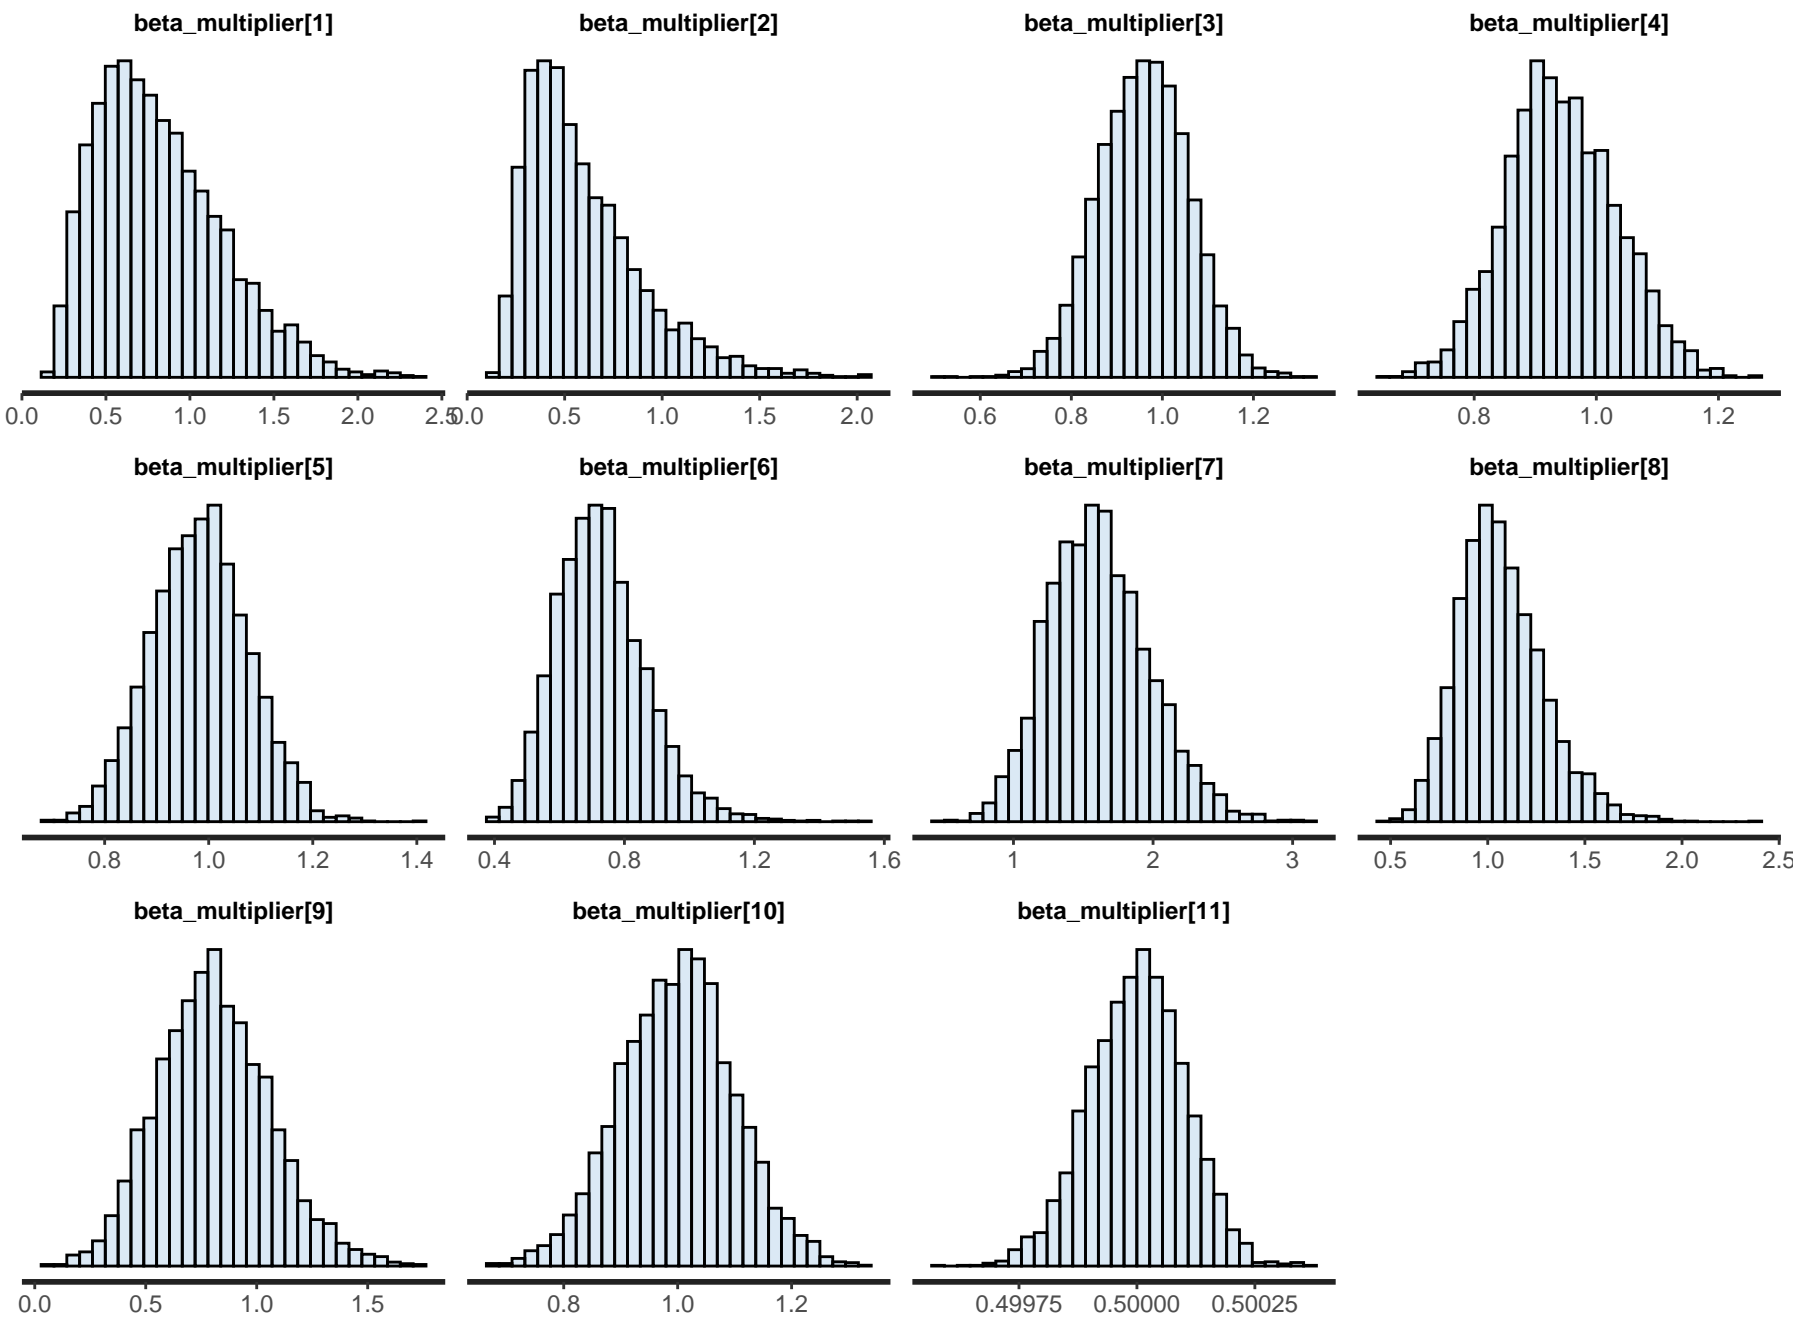 beta_multiplier[1] beta_multiplier[2] beta_multiplier[3] beta_multiplier[4]
0.0 0.5 1.0 1.5 2.0 2.5 0.0 0.5 1.0 1.5 2.0 0.6 0.8 1.0 1.2 0.8 1.0 1.2
beta_multiplier[5] beta_multiplier[6] beta_multiplier[7] beta_multiplier[8]
0.8 1.0 1.2 1.4 0.4 0.8 1.2 1.6 1 2 3 0.5 1.0 1.5 2.0 2.5
beta_multiplier[9] beta_multiplier[10] beta_multiplier[11]
0.0 0.5 1.0 1.5 0.8 1.0 1.2 0.49975 0.50000 0.50025